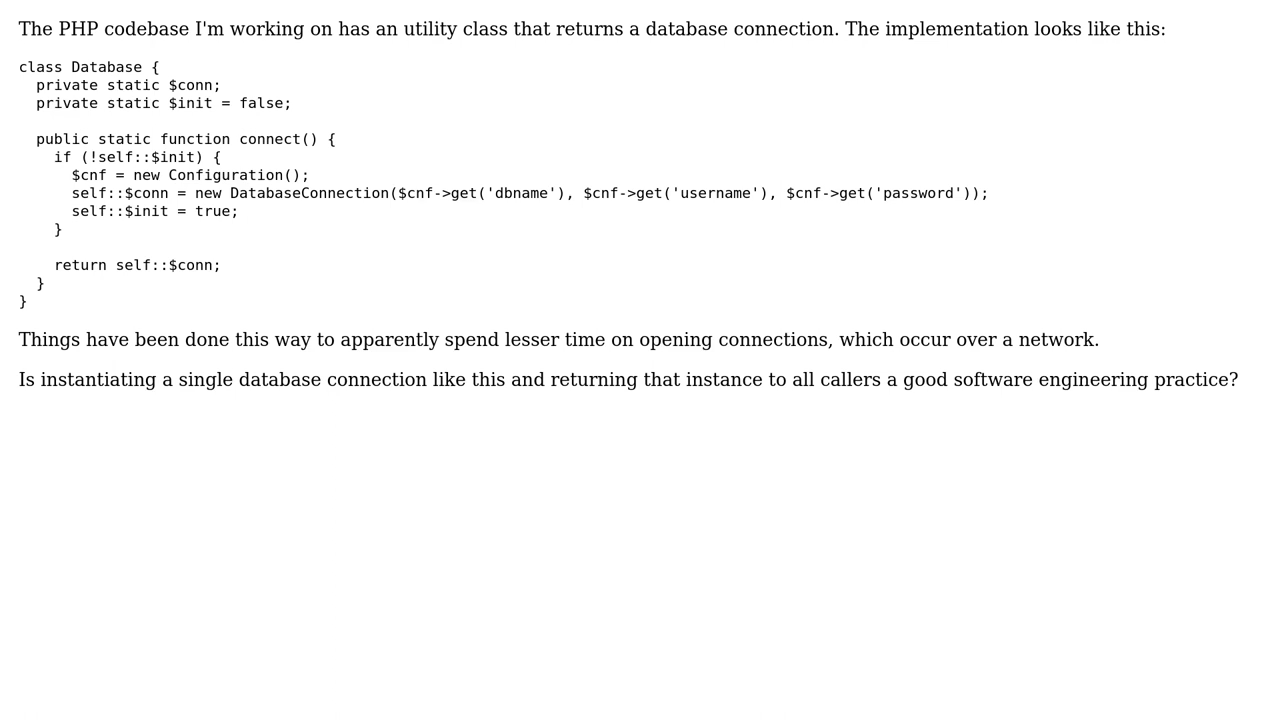 The PHP codebase I'm working on has an utility class that returns a database connection. The implementation looks like this:
class Database {
  private static $conn;
  private static $init = false;

  public static function connect() {
    if (!self::$init) {
      $cnf = new Configuration();
      self::$conn = new DatabaseConnection($cnf->get('dbname'), $cnf->get('username'), $cnf->get('password'));
      self::$init = true;
    }

    return self::$conn;
  }
}
Things have been done this way to apparently spend lesser time on opening connections, which occur over a network.
Is instantiating a single database connection like this and returning that instance to all callers a good software engineering practice?